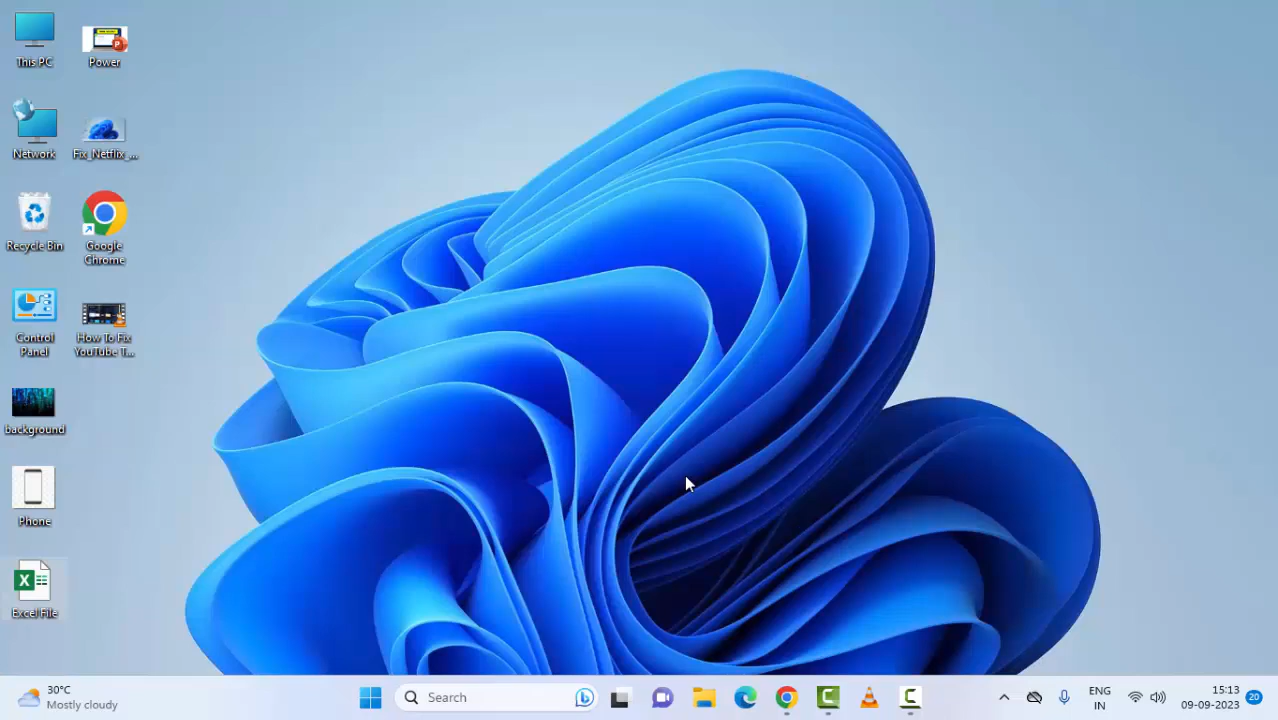 This PC
Power
Network
Fix_Netflix_...
Recycle Bin
Google
Chrome
Control
Panel
How To Fix
YouTube T...
background
Phone
Excel File
30°C
Mostly cloudy
Search
ENG
IN
15:13
09-09-2023
20